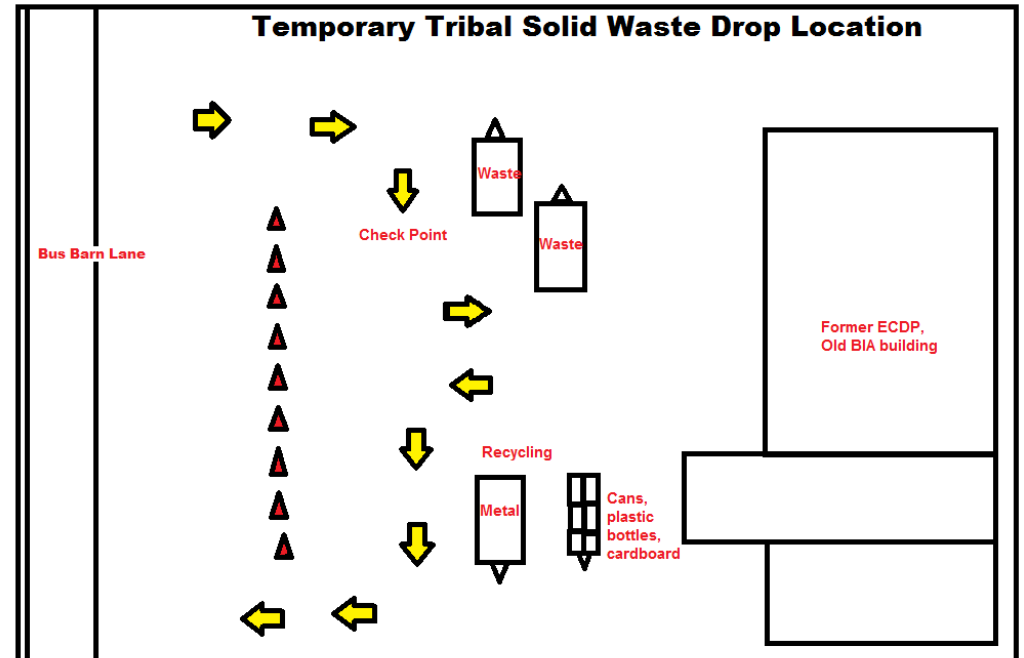 Temporary Tribal Solid Waste Drop Location
Waste
Check Point
Waste
Bus Barn Lane
Former ECDP,
Old BIA building
Recycling
Metal
Cans,
plastic
bottles,
cardboard